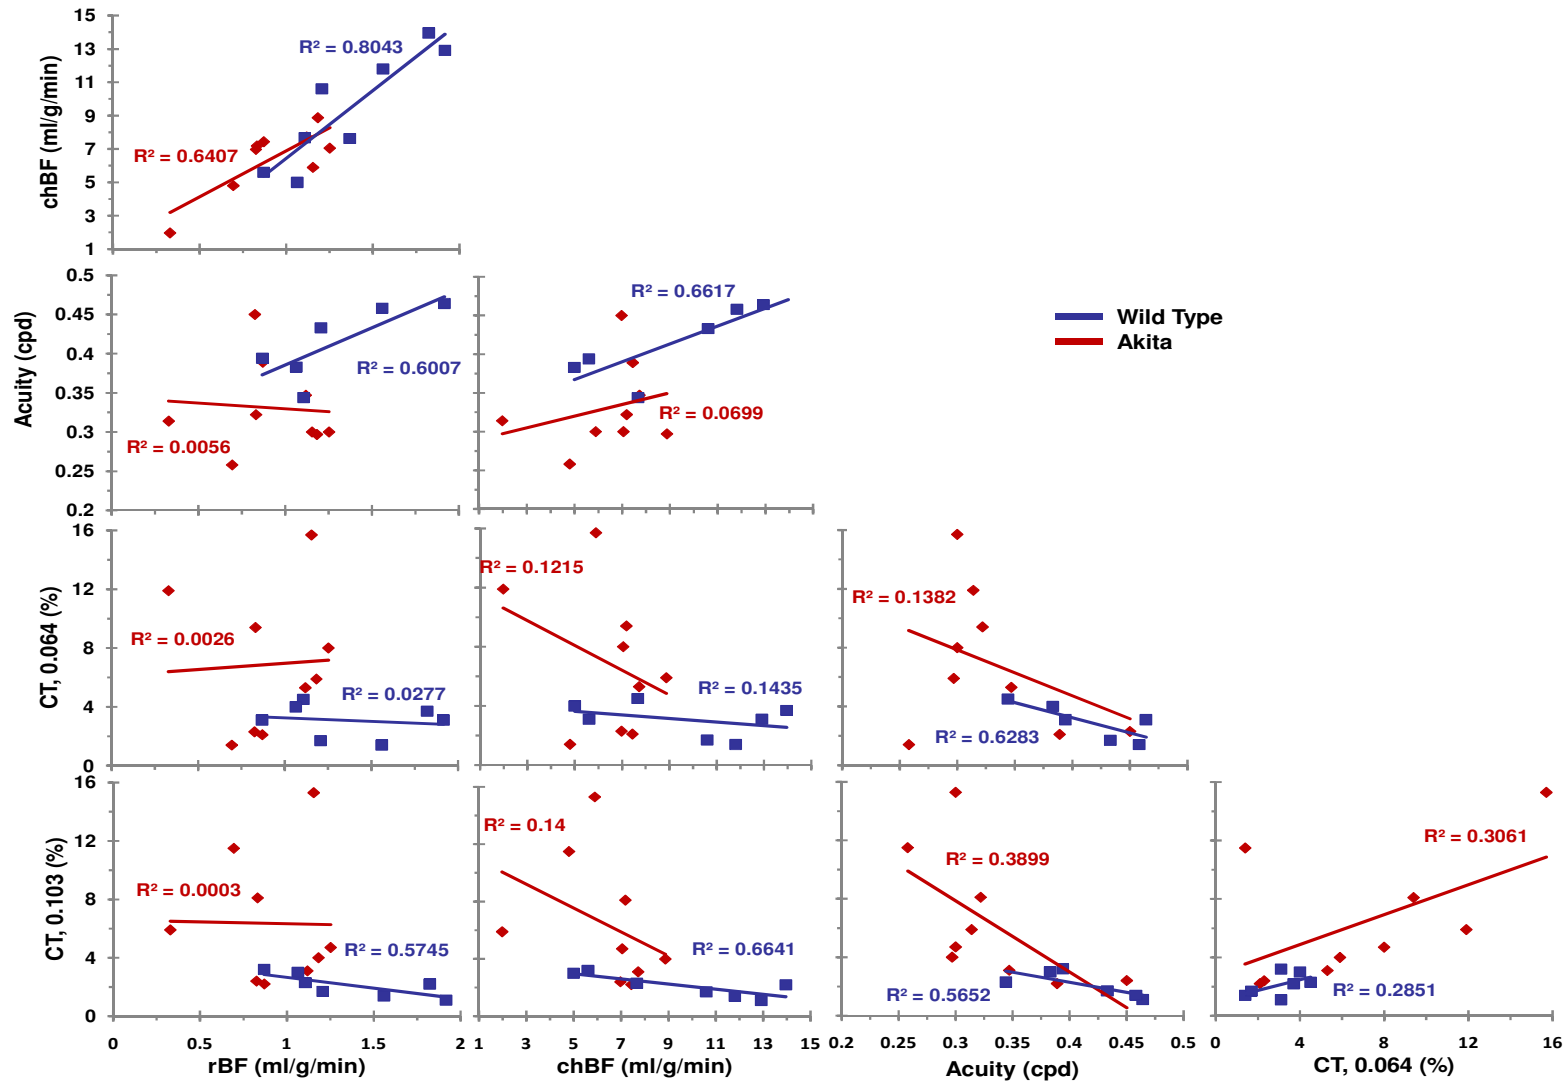 15
13
11
9
7
5
3
1
chBF (ml/g/min)
R² = 0.8043
R² = 0.6407
0.5
0.45
0.4
0.35
0.3
0.25
0.2
Acuity (cpd)
R² = 0.6007
R² = 0.0056
R² = 0.6617
R² = 0.0699
Wild Type
Akita
16
12
8
4
0
CT, 0.064 (%)
R² = 0.0026
R² = 0.0277
R² = 0.1215
R² = 0.1435
R² = 0.1382
R² = 0.6283
16
12
8
4
0
CT, 0.103 (%)
R² = 0.0003
R² = 0.5745
R² = 0.14
R² = 0.6641
R² = 0.3899
R² = 0.5652
R² = 0.3061
R² = 0.2851
0 0.5 1 1.5 2
rBF (ml/g/min)
1 3 5 7 9 11 13 15
chBF (ml/g/min)
0.2 0.25 0.3 0.35 0.4 0.45 0.5
Acuity (cpd)
0 4 8 12 16
CT, 0.064 (%)